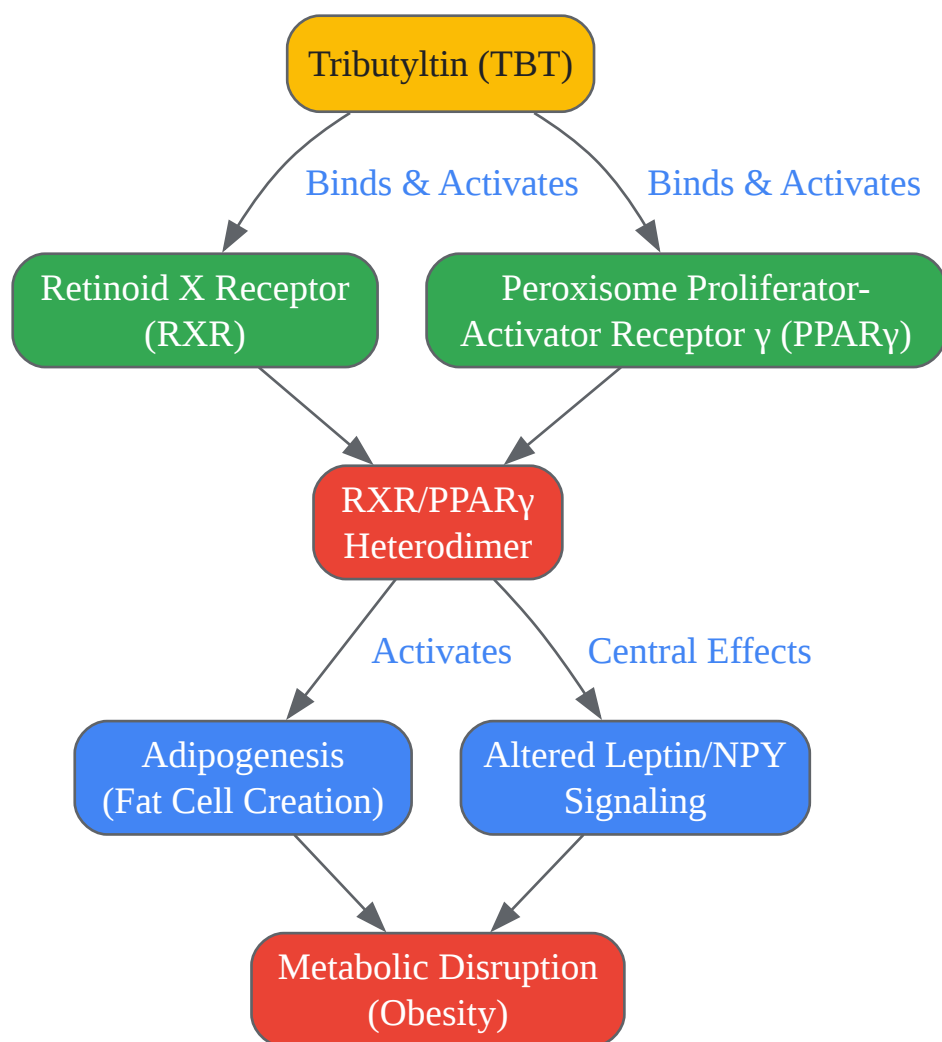 Tributyltin (TBT)
Binds & Activates
Binds & Activates
Retinoid X Receptor
(RXR)
Peroxisome Proliferator-
Activator Receptor γ (PPARγ)
RXR/PPARγ
Heterodimer
Activates
Central Effects
Adipogenesis
(Fat Cell Creation)
Altered Leptin/NPY
Signaling
Metabolic Disruption
(Obesity)